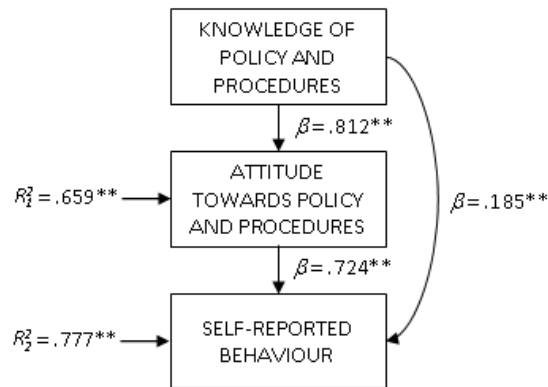 KNOWLEDGE OF
POLICY AND
PROCEDURES
β=.812**
ATTITUDE
TOWARDS POLICY
AND PROCEDURES
R₁²=.659**
β=.185**
β=.724**
SELF-REPORTED
BEHAVIOUR
R₂²=.777**